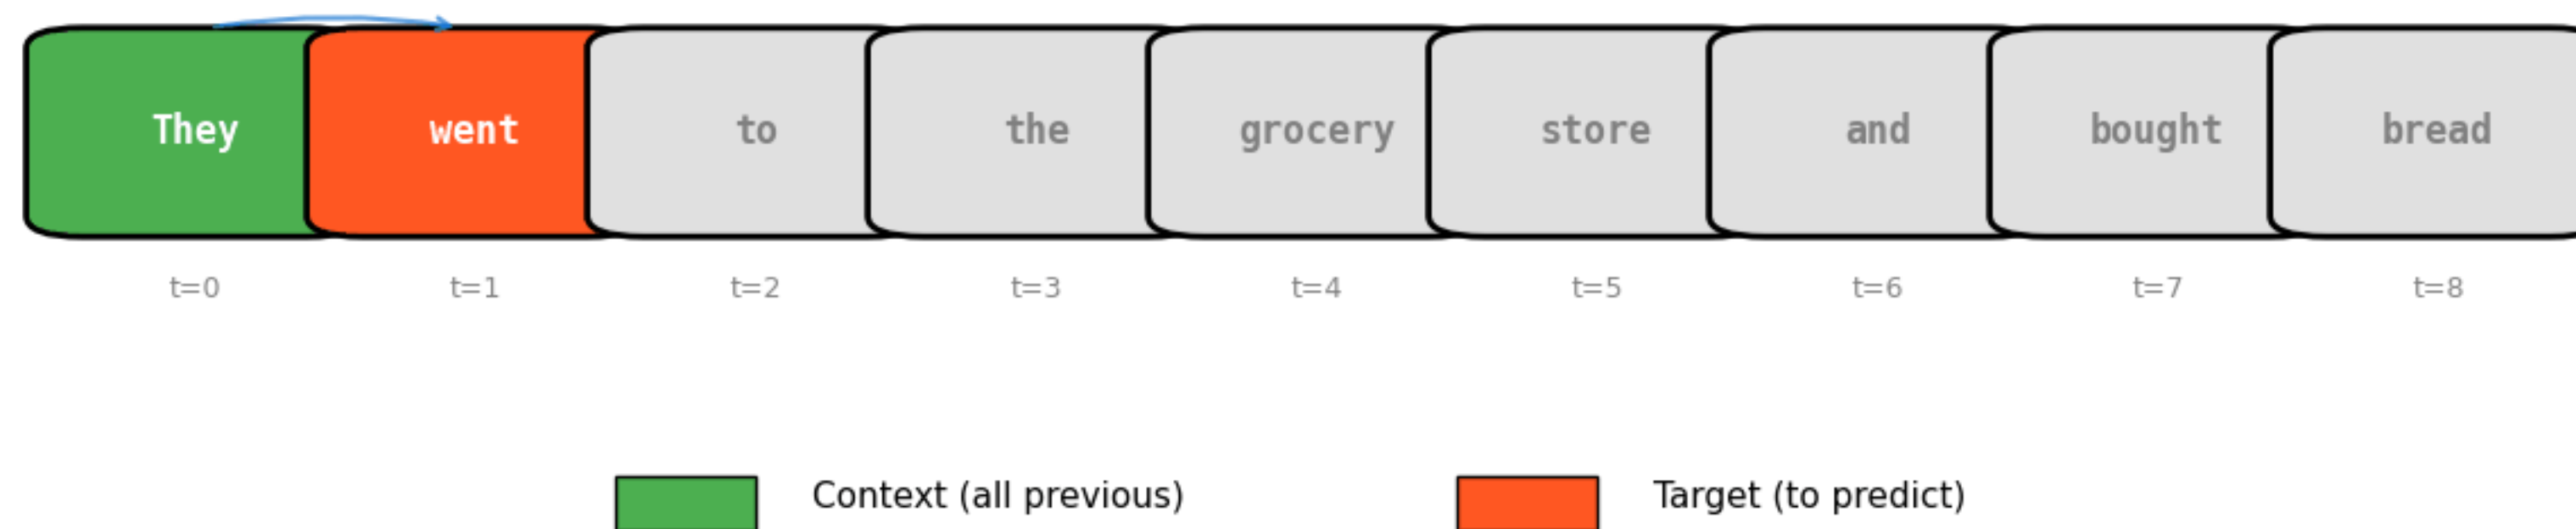 They went to the grocery store and bought bread
t=0 t=1 t=2 t=3 t=4 t=5 t=6 t=7 t=8
Context (all previous) Target (to predict)